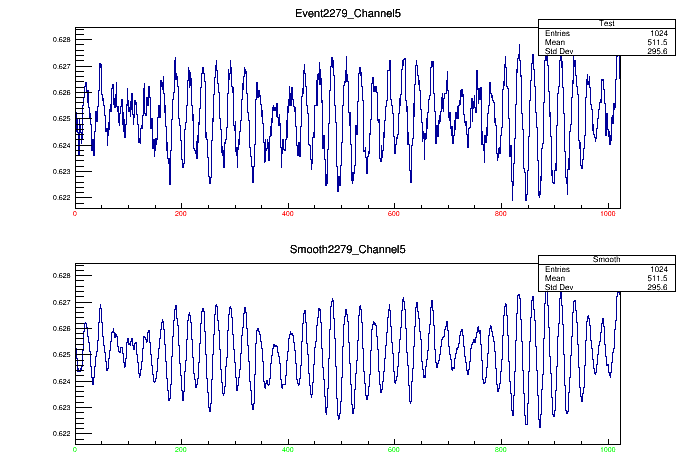 Event2279_Channel5
Test
Entries 1024
Mean 511.5
Std Dev 295.6
0.628
0.627
0.626
0.625
0.624
0.623
0.622
0 200 400 600 800 1000
Smooth2279_Channel5
Smooth
Entries 1024
Mean 511.5
Std Dev 295.6
0.628
0.627
0.626
0.625
0.624
0.623
0.622
0 200 400 600 800 1000